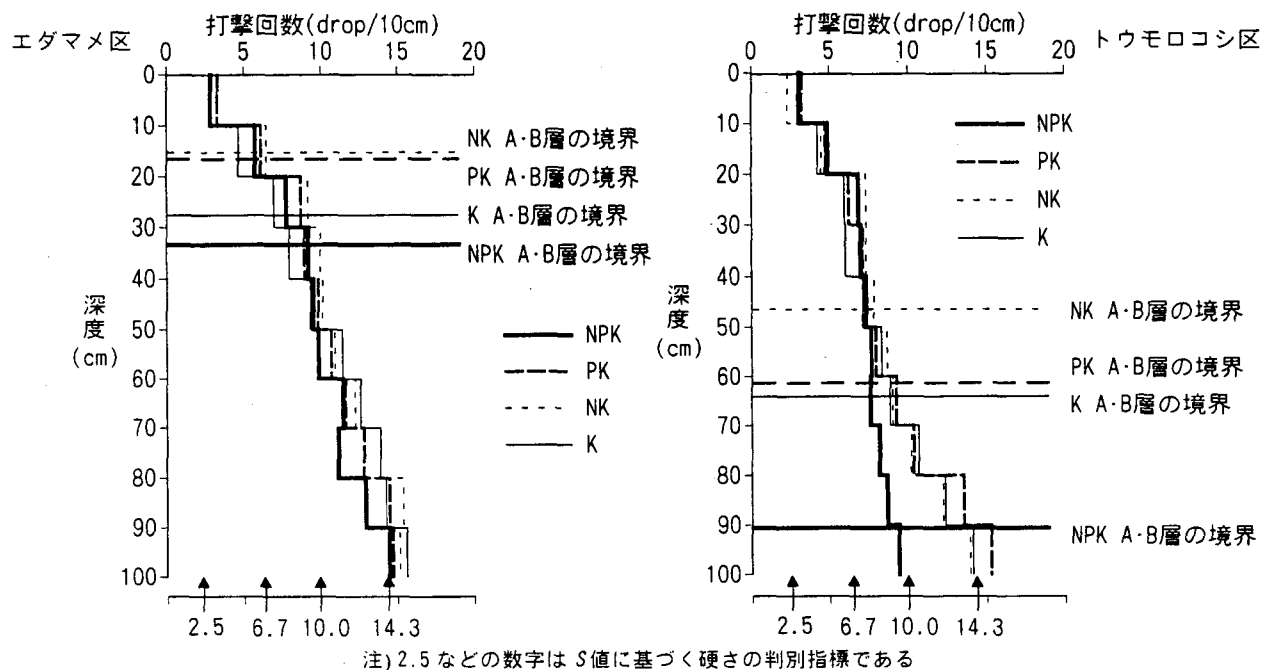 エダマメ区
打撃回数(drop/10cm)
0 5 10 15 20
0
10
20
30
40
50
60
70
80
90
100
深度(cm)
NK A･B層の境界
PK A･B層の境界
K A･B層の境界
NPK A･B層の境界
NPK
PK
NK
K
2.5 6.7 10.0 14.3
打撃回数(drop/10cm)
トウモロコシ区
0 5 10 15 20
0
10
20
30
40
50
60
70
80
90
100
深度(cm)
NPK
PK
NK
K
NK A･B層の境界
PK A･B層の境界
K A･B層の境界
NPK A･B層の境界
2.5 6.7 10.0 14.3
注) 2.5 などの数字は S値に基づく硬さの判別指標である